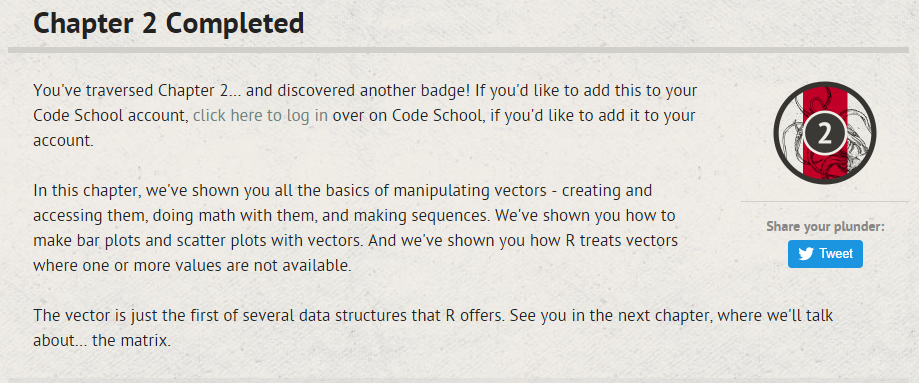 Chapter 2 Completed
You've traversed Chapter 2... and discovered another badge! If you'd like to add this to your
Code School account, click here to log in over on Code School, if you'd like to add it to your
account.
2
In this chapter, we've shown you all the basics of manipulating vectors - creating and
accessing them, doing math with them, and making sequences. We've shown you how to
make bar plots and scatter plots with vectors. And we've shown you how R treats vectors
where one or more values are not available.
Share your plunder:
Tweet
The vector is just the first of several data structures that R offers. See you in the next chapter, where we'll talk
about... the matrix.